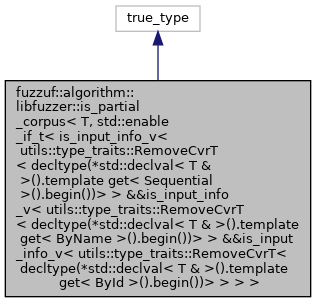 true_type
fuzzuf::algorithm::
libfuzzer::is_partial
_corpus< T, std::enable
_if_t< is_input_info_v<
utils::type_traits::RemoveCvrT
< decltype(*std::declval< T &
>().template get< Sequential
>().begin())> > &&is_input_info
_v< utils::type_traits::RemoveCvrT
< decltype(*std::declval< T & >().template
get< ByName >().begin())> > &&is_input
_info_v< utils::type_traits::RemoveCvrT<
decltype(*std::declval< T & >().template
get< ById >().begin())> > > >